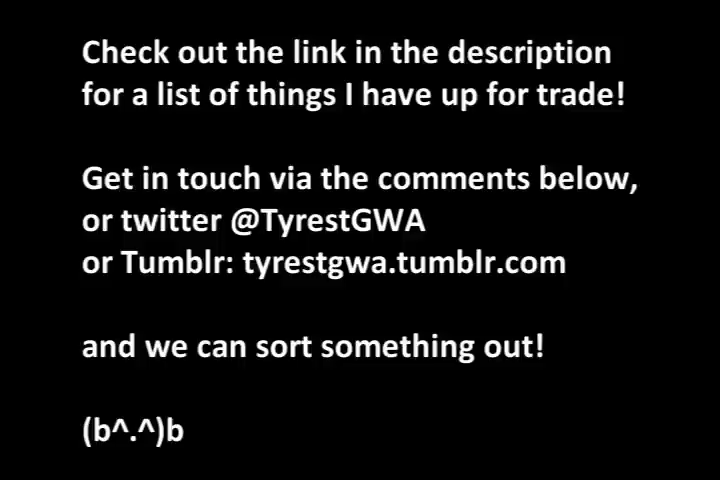 Check out the link in the description
for a list of things I have up for trade!
Get in touch via the comments below,
or twitter @TyrestGWA
or Tumblr: tyrestgwa.tumblr.com
and we can sort something out!
(b^.^)b